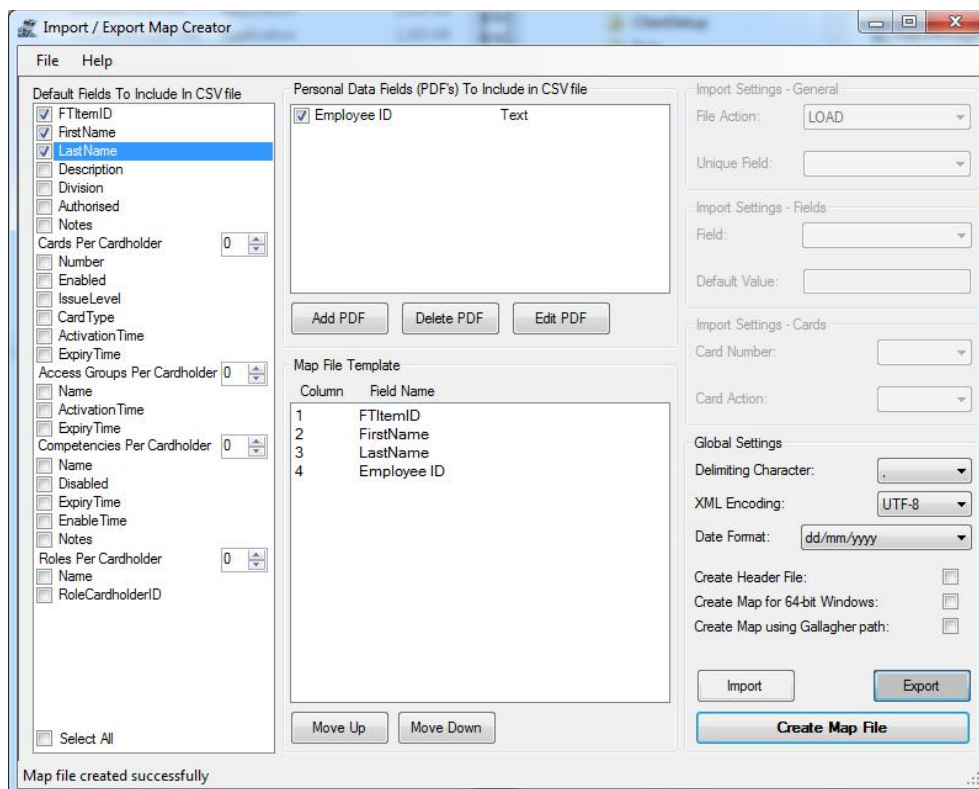 Import / Export Map Creator
File Help
Default Fields To Include In CSV file
FTItemID
FirstName
LastName
Description
Division
Authorised
Notes
Cards Per Cardholder 0
Number
Enabled
IssueLevel
CardType
ActivationTime
ExpiryTime
Access Groups Per Cardholder 0
Name
ActivationTime
ExpiryTime
Competencies Per Cardholder 0
Name
Disabled
ExpiryTime
EnableTime
Notes
Roles Per Cardholder 0
Name
RoleCardholderID
Select All
Personal Data Fields (PDF's) To Include in CSV file
Employee ID Text
Add PDF Delete PDF Edit PDF
Map File Template
Column Field Name
1 FTItemID
2 FirstName
3 LastName
4 Employee ID
Move Up Move Down
Import Settings - General
File Action: LOAD
Unique Field:
Import Settings - Fields
Field:
Default Value:
Import Settings - Cards
Card Number:
Card Action:
Global Settings
Delimiting Character: ,
XML Encoding: UTF-8
Date Format: dd/mm/yyyy
Create Header File:
Create Map for 64-bit Windows:
Create Map using Gallagher path:
Import Export
Create Map File
Map file created successfully